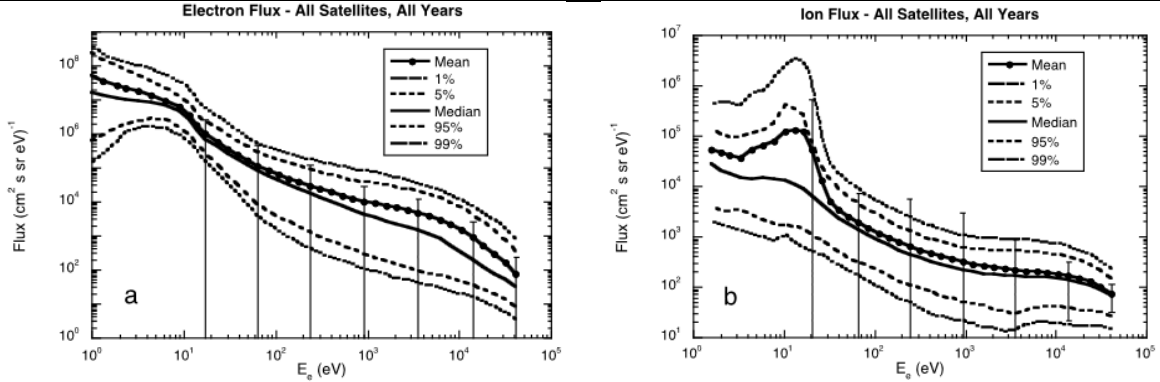 Electron Flux - All Satellites, All Years
10⁸
10⁶
10⁴
10²
10⁰
Flux (cm² s sr eV)⁻¹
Mean
1%
5%
Median
95%
99%
a
10⁰ 10¹ 10² 10³ 10⁴ 10⁵
Eₑ (eV)
Ion Flux - All Satellites, All Years
10⁷
10⁶
10⁵
10⁴
10³
10²
10¹
Flux (cm² s sr eV)⁻¹
Mean
1%
5%
Median
95%
99%
b
10⁰ 10¹ 10² 10³ 10⁴ 10⁵
Eₑ (eV)